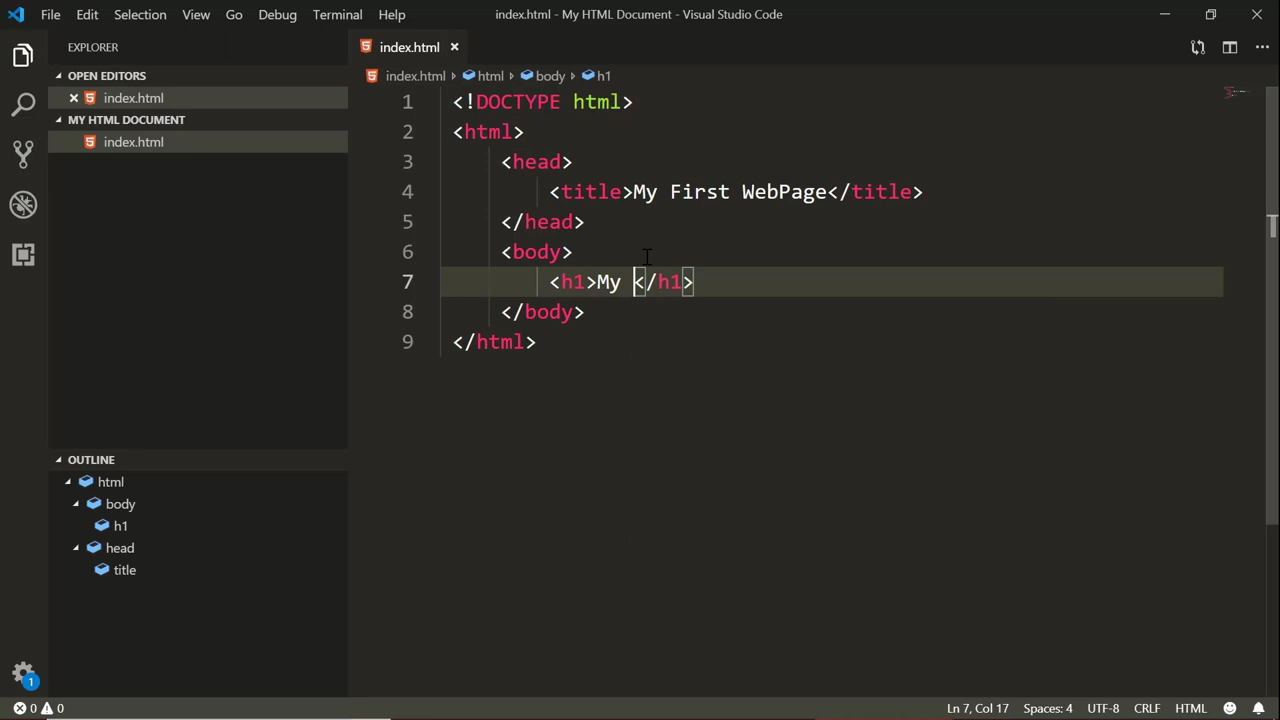 File Edit Selection View Go Debug Terminal Help index.html - My HTML Document - Visual Studio Code
EXPLORER
OPEN EDITORS
index.html
MY HTML DOCUMENT
index.html
index.html
index.html html body h1
1 <!DOCTYPE html>
2 <html>
3 <head>
4 <title>My First WebPage</title>
5 </head>
6 <body>
7 <h1>My </h1>
8 </body>
9 </html>
OUTLINE
html
body
h1
head
title
1
0 0 Ln 7, Col 17 Spaces: 4 UTF-8 CRLF HTML